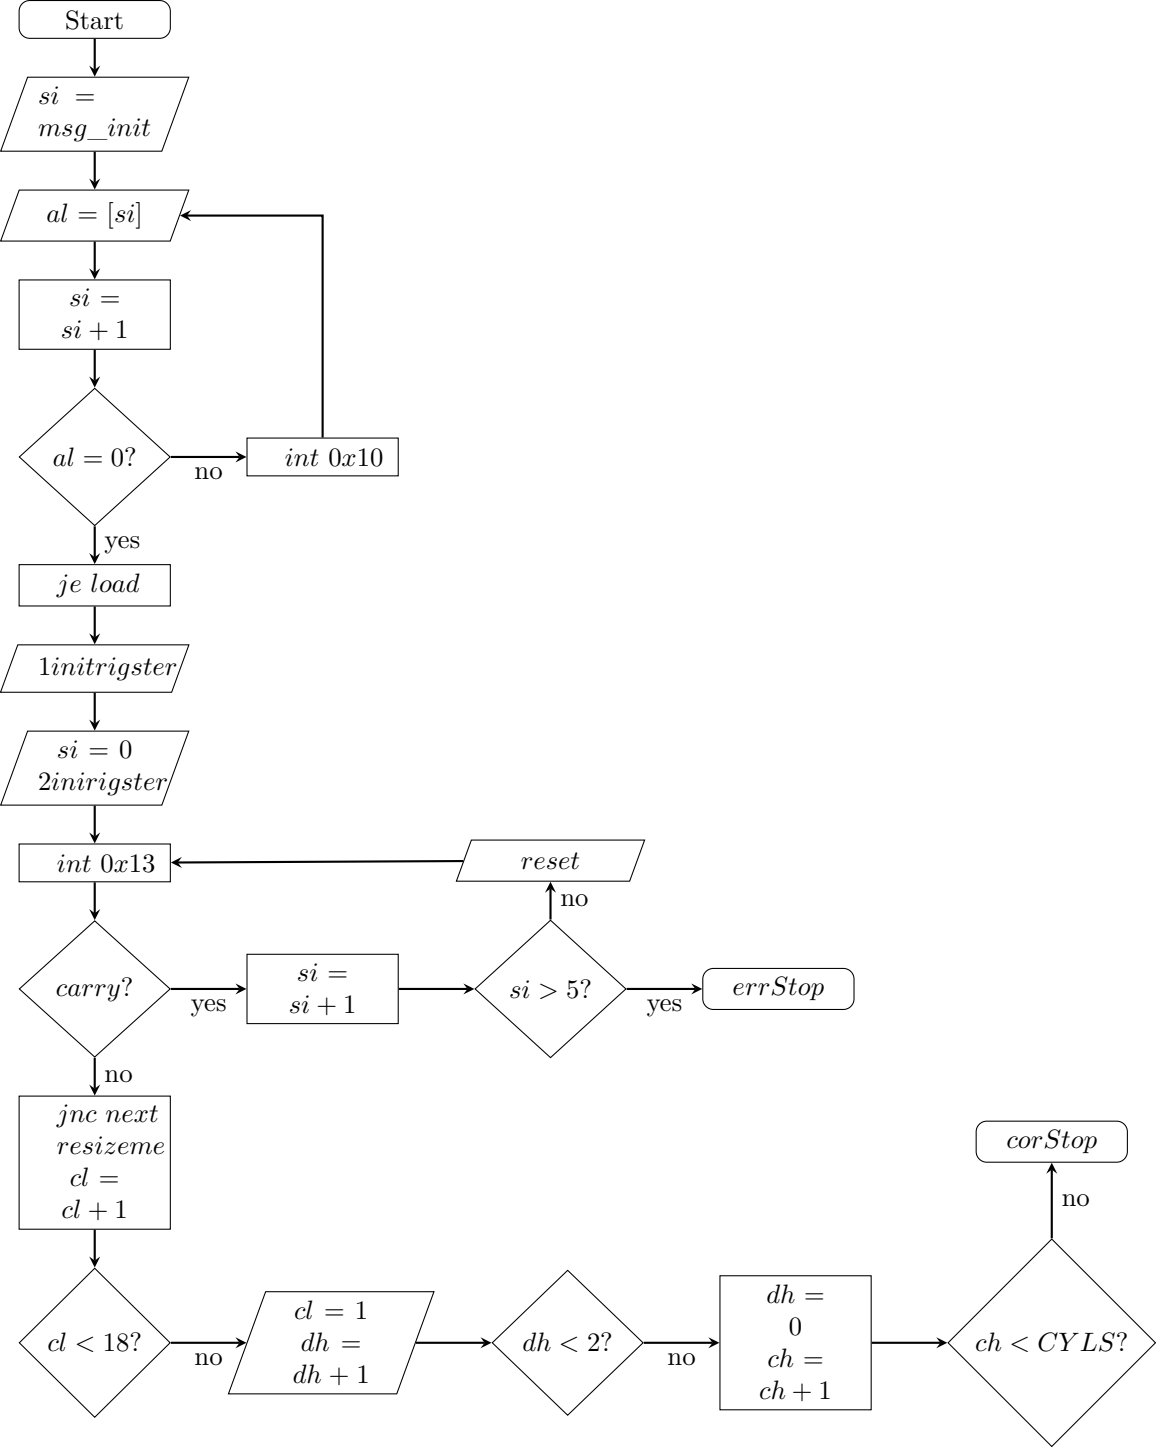 Start
si =
msg_init
al = [si]
si =
si + 1
al = 0?
no
int 0x10
yes
je load
1initrigster
si = 0
2inirigster
int 0x13
reset
no
carry?
yes
si =
si + 1
si > 5?
yes
errStop
no
jnc next
resizeme
cl =
cl + 1
corStop
no
cl < 18?
no
cl = 1
dh =
dh + 1
dh < 2?
no
dh =
0
ch =
ch + 1
ch < CYLS?